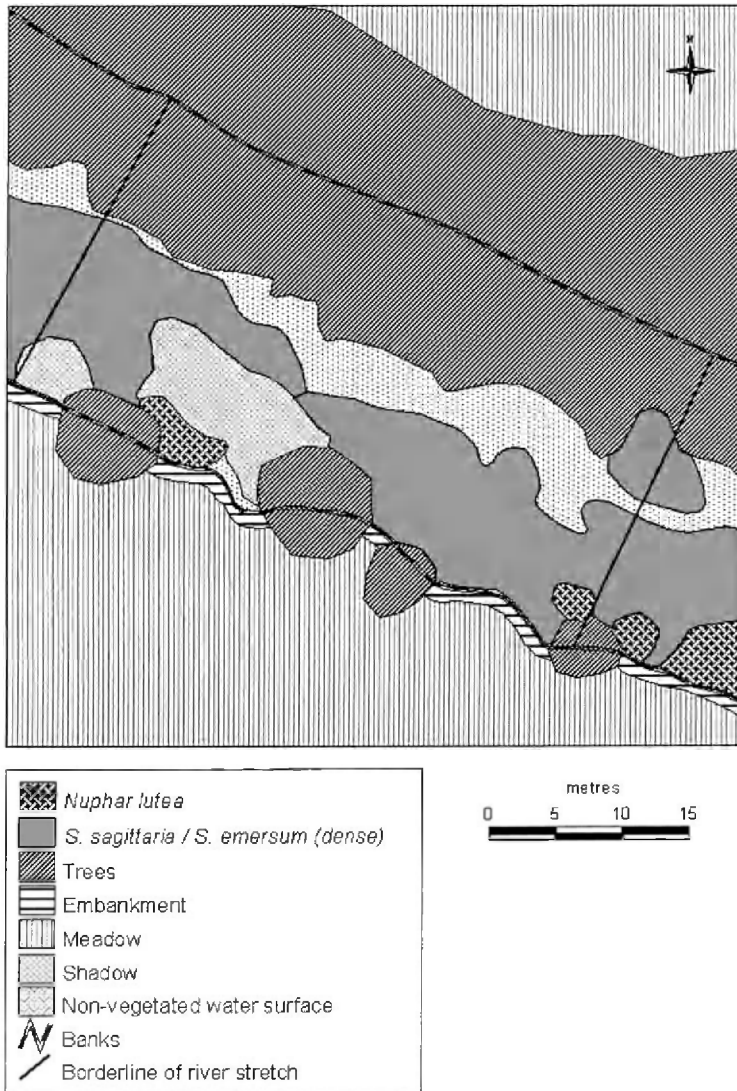 N
Nuphar lutea
S. sagittaria / S. emersum (dense)
Trees
Embankment
Meadow
Shadow
Non-vegetated water surface
Banks
Borderline of river stretch
metres
0 5 10 15